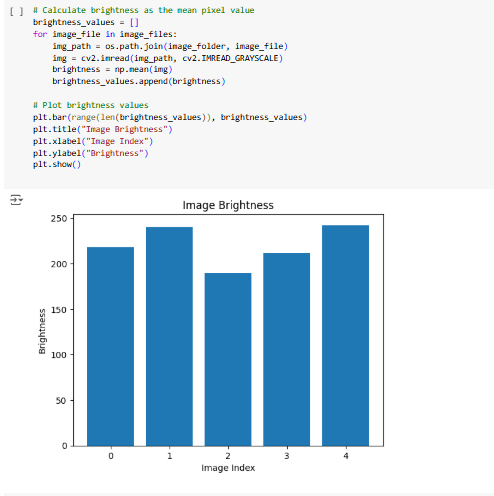 [ ] # Calculate brightness as the mean pixel value
brightness_values = []
for image_file in image_files:
    img_path = os.path.join(image_folder, image_file)
    img = cv2.imread(img_path, cv2.IMREAD_GRAYSCALE)
    brightness = np.mean(img)
    brightness_values.append(brightness)

# Plot brightness values
plt.bar(range(len(brightness_values)), brightness_values)
plt.title("Image Brightness")
plt.xlabel("Image Index")
plt.ylabel("Brightness")
plt.show()
Image Brightness
250
200
150
100
50
0
Brightness
0 1 2 3 4
Image Index